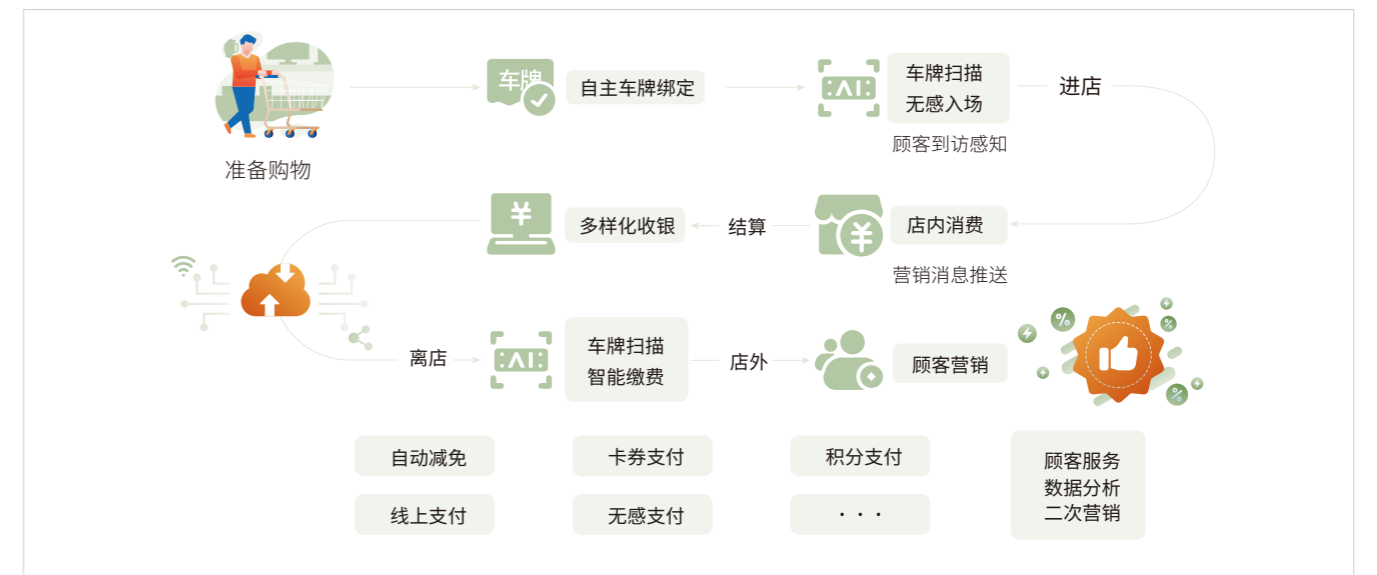 车牌
自主车牌绑定
:AI:
车牌扫描
无感入场
进店
顾客到访感知
准备购物
¥
多样化收银
结算
¥
店内消费
营销消息推送
离店
:AI:
车牌扫描
智能缴费
店外
顾客营销
%
%
%
自动减免
卡券支付
积分支付
线上支付
无感支付
···
顾客服务
数据分析
二次营销